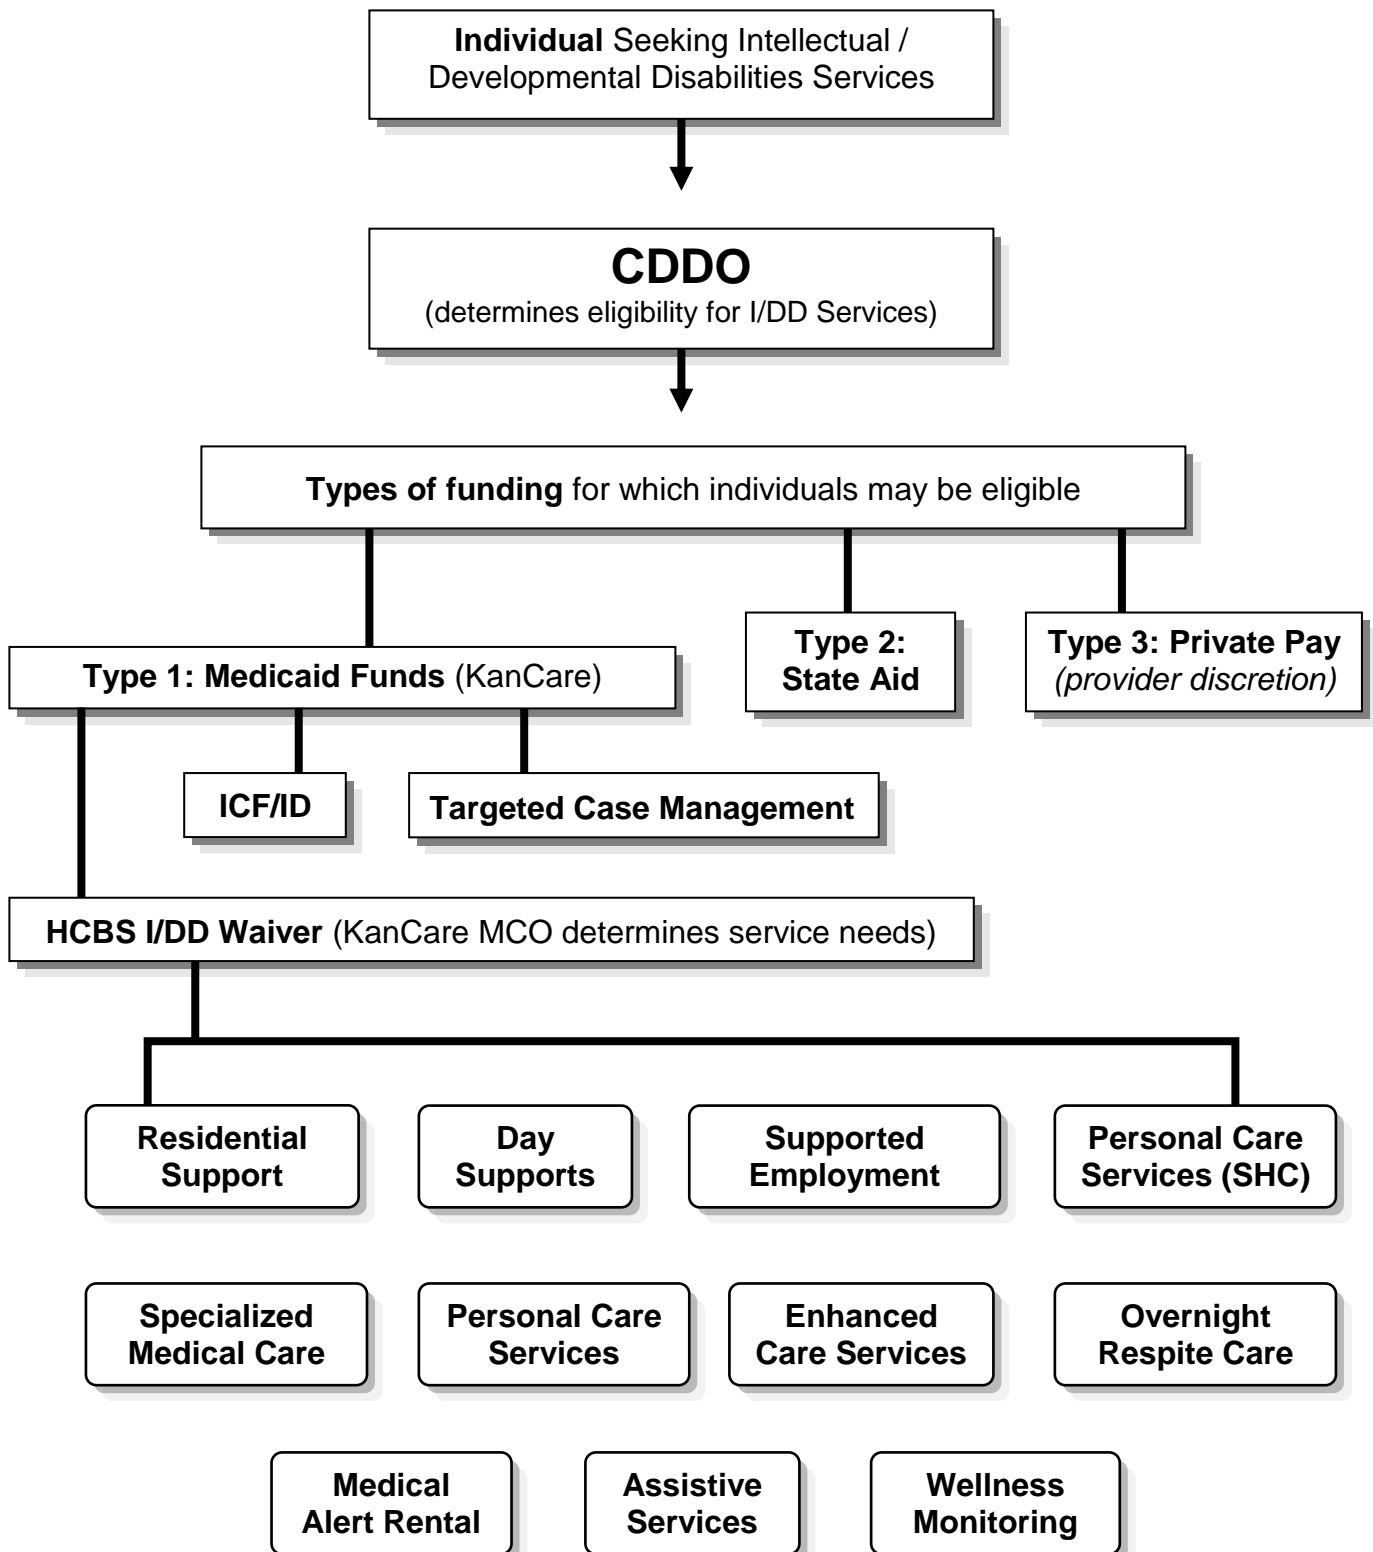 Individual Seeking Intellectual /
Developmental Disabilities Services
CDDO
(determines eligibility for I/DD Services)
Types of funding for which individuals may be eligible
Type 1: Medicaid Funds (KanCare)
Type 2:
State Aid
Type 3: Private Pay
(provider discretion)
ICF/ID
Targeted Case Management
HCBS I/DD Waiver (KanCare MCO determines service needs)
Residential
Support
Day
Supports
Supported
Employment
Personal Care
Services (SHC)
Specialized
Medical Care
Personal Care
Services
Enhanced
Care Services
Overnight
Respite Care
Medical
Alert Rental
Assistive
Services
Wellness
Monitoring